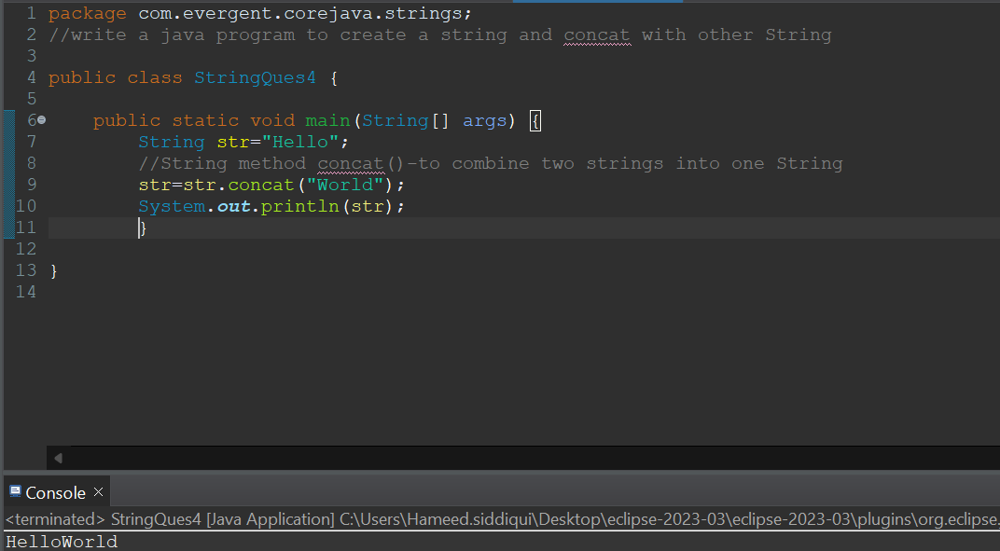 1 package com.evergent.corejava.strings;
2 //write a java program to create a string and concat with other String
3
4 public class StringQues4 {
5
6 public static void main(String[] args) {
7 String str="Hello";
8 //String method concat()-to combine two strings into one String
9 str=str.concat("World");
10 System.out.println(str);
11 }
12
13 }
14
Console ×
<terminated> StringQues4 [Java Application] C:\Users\Hameed.siddiqui\Desktop\eclipse-2023-03\eclipse-2023-03\plugins\org.eclipse.
HelloWorld